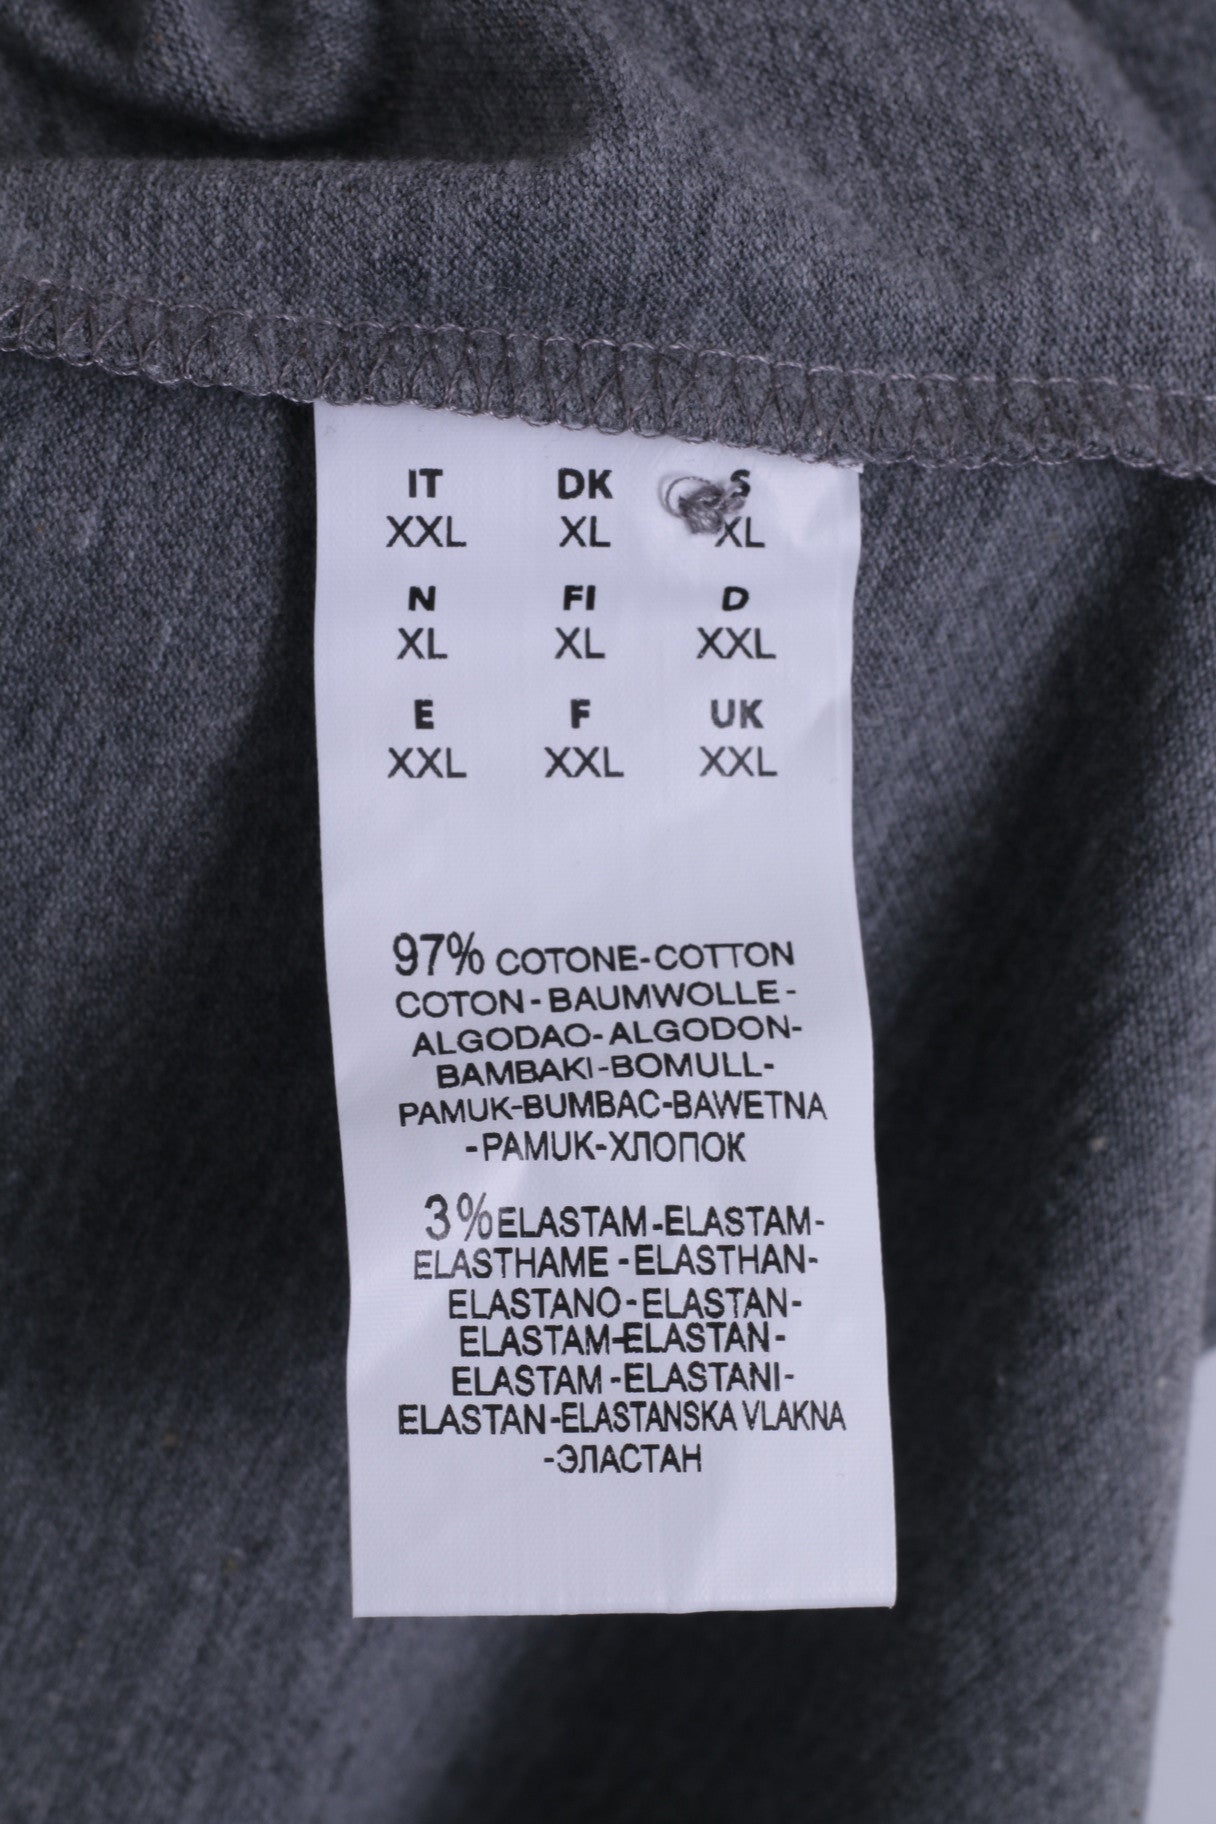 IT DK S
XXL XL XL
N FI D
XL XL XXL
E F UK
XXL XXL XXL
97% COTONE-COTTON
COTON-BAUMWOLLE-
ALGODAO-ALGODON-
BAMBAKI-BOMULL-
PAMUK-BUMBAC-BAWETNA
-PAMUK-ХЛОПОК
3% ELASTAM-ELASTAM-
ELASTHAME-ELASTHAN-
ELASTANO-ELASTAN-
ELASTAM-ELASTAN-
ELASTAM-ELASTANI-
ELASTAN-ELASTANSKA VLAKNA
-ЭЛАСТАН